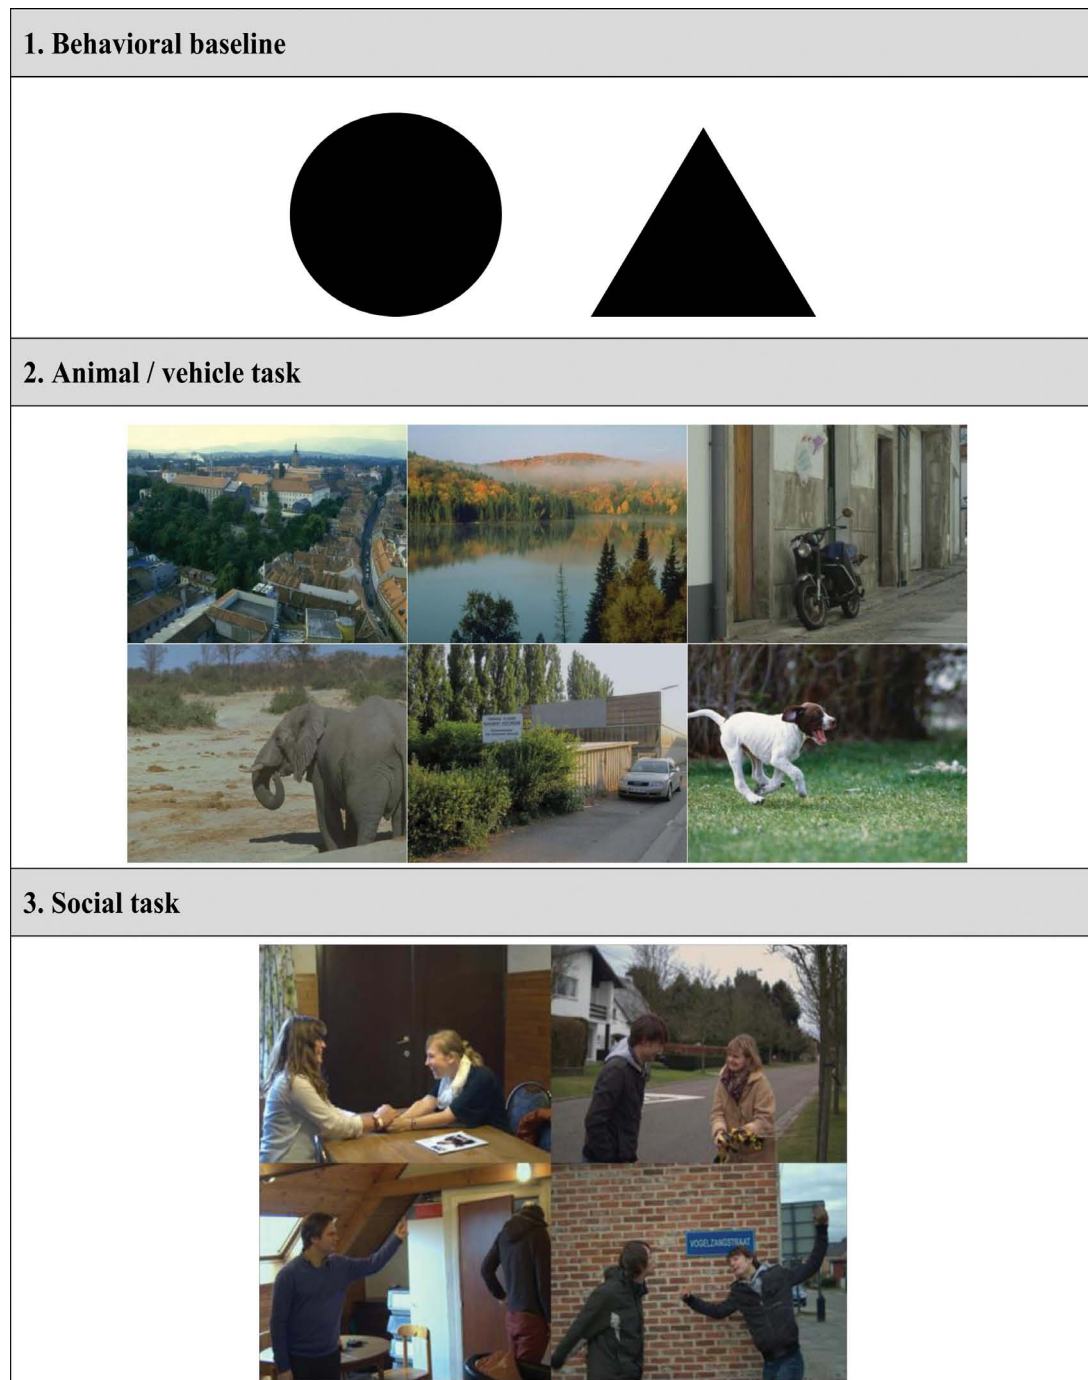 1. Behavioral baseline
2. Animal / vehicle task
3. Social task
VOGELZANGSTRAAT